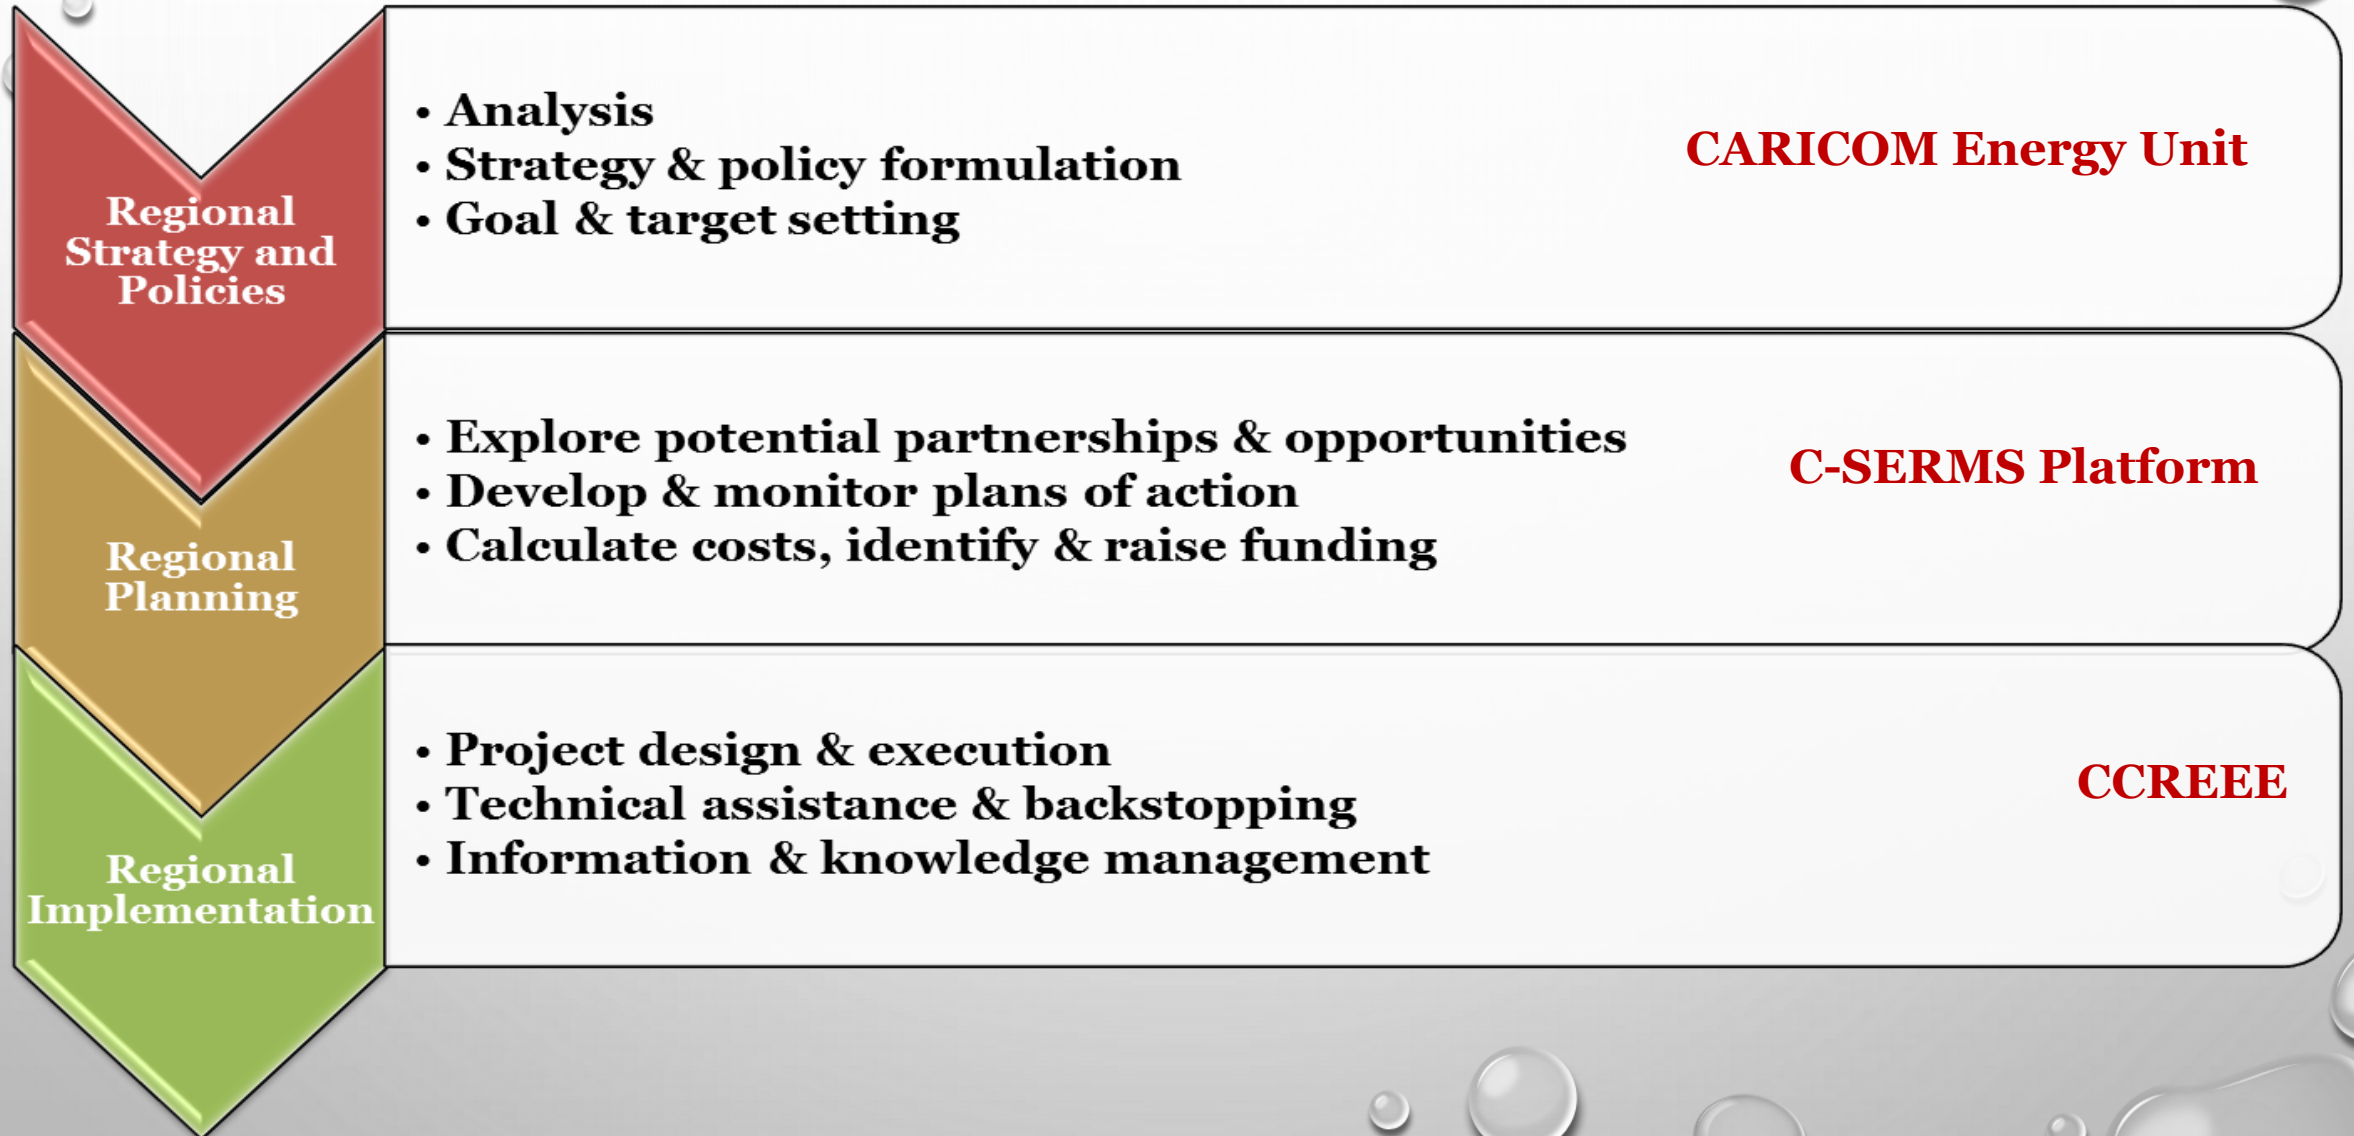 Regional
Strategy and
Policies
• Analysis
• Strategy & policy formulation
• Goal & target setting
CARICOM Energy Unit
Regional
Planning
• Explore potential partnerships & opportunities
• Develop & monitor plans of action
• Calculate costs, identify & raise funding
C-SERMS Platform
Regional
Implementation
• Project design & execution
• Technical assistance & backstopping
• Information & knowledge management
CCREEE